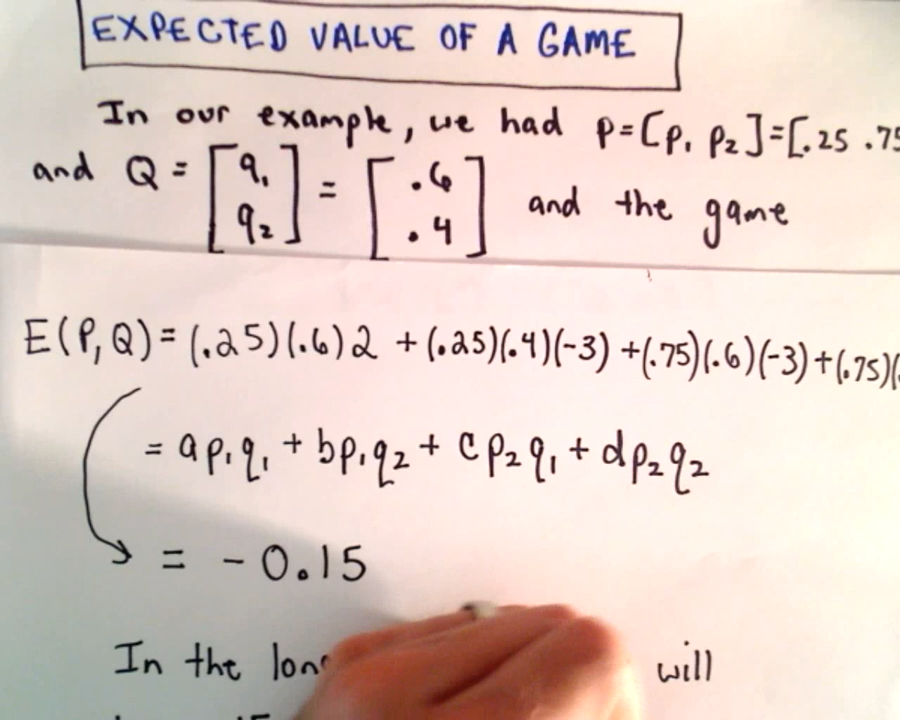 EXPECTED VALUE OF A GAME
In our example, we had P=[p₁ p₂]=[.25 .75
and Q = [q₁ q₂] = [.6 .4] and the game
E(P,Q)= (.25)(.6)2 + (.25)(.4)(-3) +(.75)(.6)(-3)+(.75)(
= ap₁q₁ + bp₁q₂ + cp₂q₁ + dp₂q₂
= -0.15
In the will